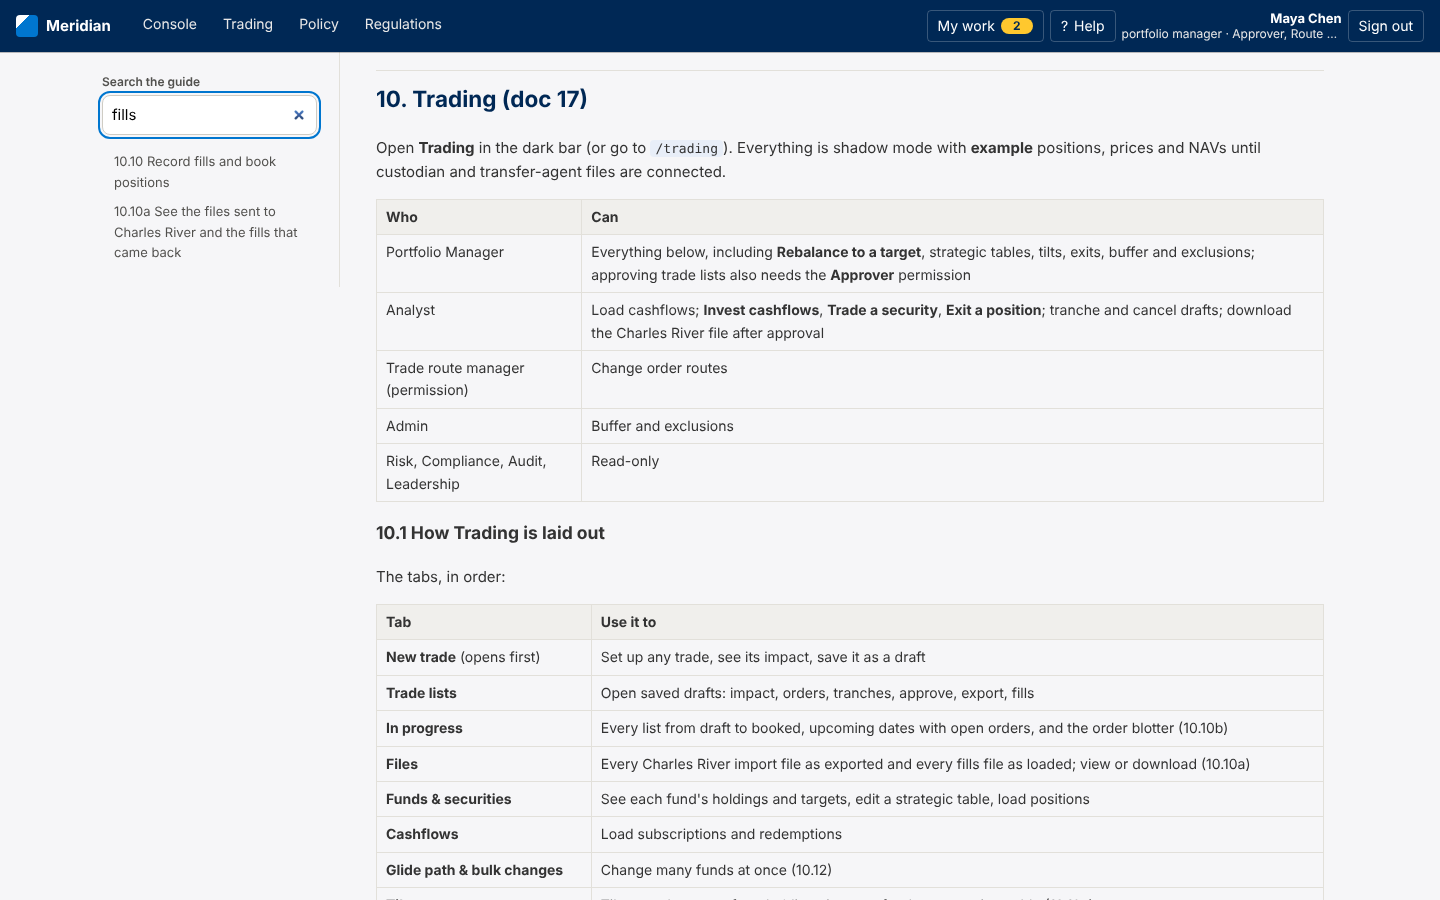 Meridian
Console
Trading
Policy
Regulations
My work 2
? Help
Maya Chen
portfolio manager · Approver, Route ...
Sign out
Search the guide
fills
×
10.10 Record fills and book
positions
10.10a See the files sent to
Charles River and the fills that
came back
10. Trading (doc 17)
Open Trading in the dark bar (or go to /trading ). Everything is shadow mode with example positions, prices and NAVs until
custodian and transfer-agent files are connected.
Who Can
Portfolio Manager Everything below, including Rebalance to a target, strategic tables, tilts, exits, buffer and exclusions;
approving trade lists also needs the Approver permission
Analyst Load cashflows; Invest cashflows, Trade a security, Exit a position; tranche and cancel drafts; download
the Charles River file after approval
Trade route manager Change order routes
(permission)
Admin Buffer and exclusions
Risk, Compliance, Audit, Read-only
Leadership
10.1 How Trading is laid out
The tabs, in order:
Tab Use it to
New trade (opens first) Set up any trade, see its impact, save it as a draft
Trade lists Open saved drafts: impact, orders, tranches, approve, export, fills
In progress Every list from draft to booked, upcoming dates with open orders, and the order blotter (10.10b)
Files Every Charles River import file as exported and every fills file as loaded; view or download (10.10a)
Funds & securities See each fund's holdings and targets, edit a strategic table, load positions
Cashflows Load subscriptions and redemptions
Glide path & bulk changes Change many funds at once (10.12)